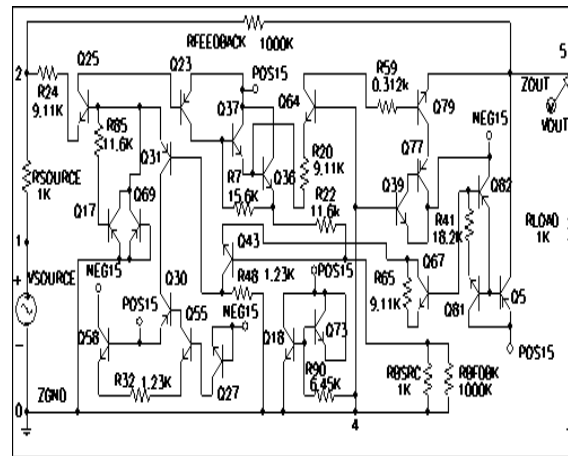 RFEEDBACK 1000K
5
2
R24
9.11K
Q25
Q23
POS15
Q37
Q64
R59
0.312k
Q79
ZOUT
VOUT
NEG15
R85
11.6K
Q31
R20
9.11K
Q77
RSOURCE
1K
Q17
Q69
R7
15.6K
Q36
R22
11.6k
Q39
Q82
R41
18.2K
RLOAD
1K
1
VSOURCE
+
-
NEG15
Q30
Q43
R48 1.23K
POS15
Q67
R65
9.11K
Q81
Q5
POS15
Q58
POS15
Q55
NEG15
Q18
Q73
R32 1.23K
Q27
R90
6.45K
RBSRC
1K
RBFDBK
1000K
ZGND
0
4